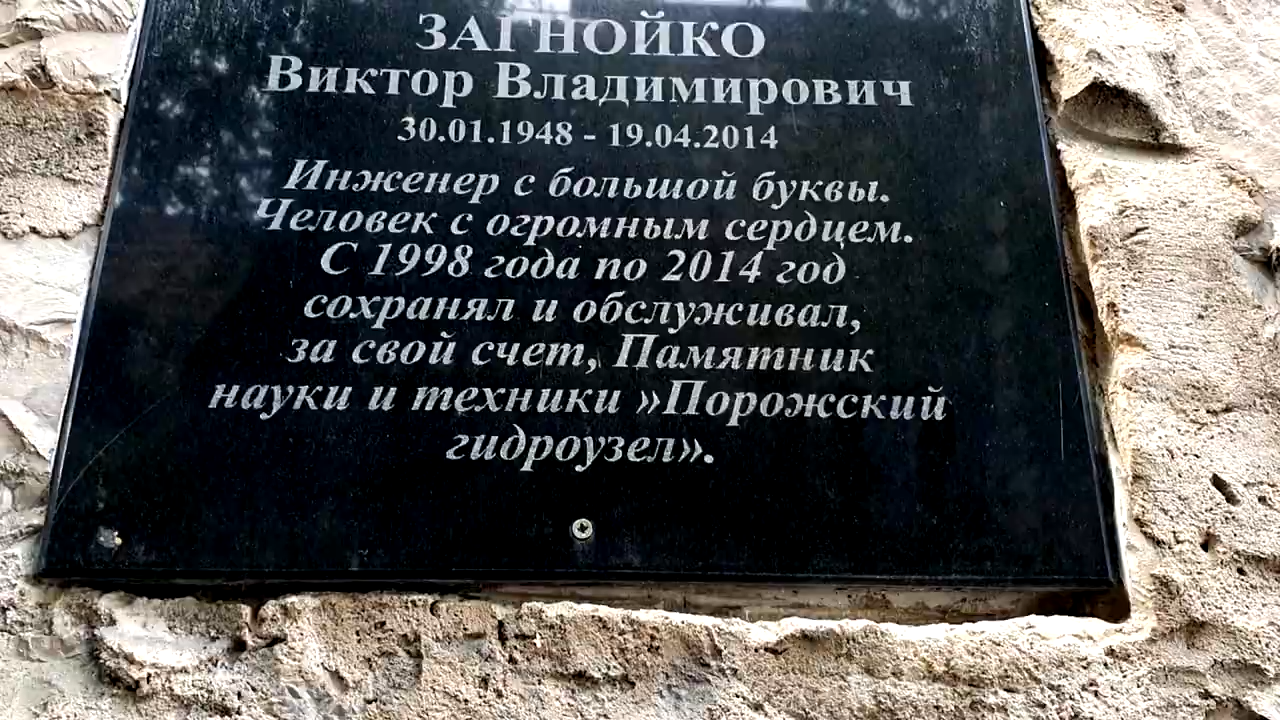 ЗАГНОЙКО
Виктор Владимирович
30.01.1948 - 19.04.2014
Инженер с большой буквы.
Человек с огромным сердцем.
С 1998 года по 2014 год
сохранял и обслуживал,
за свой счет, Памятник
науки и техники »Порожский
гидроузел».